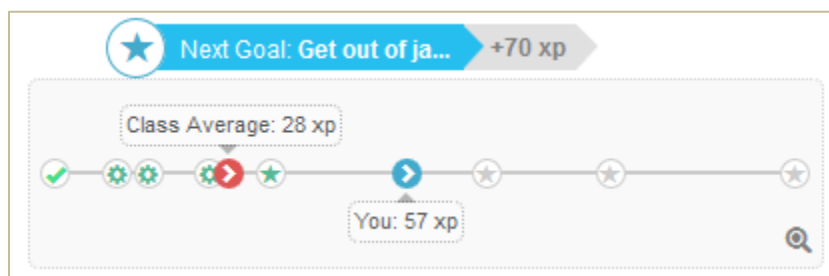 Next Goal: Get out of ja... +70 xp
Class Average: 28 xp
You: 57 xp